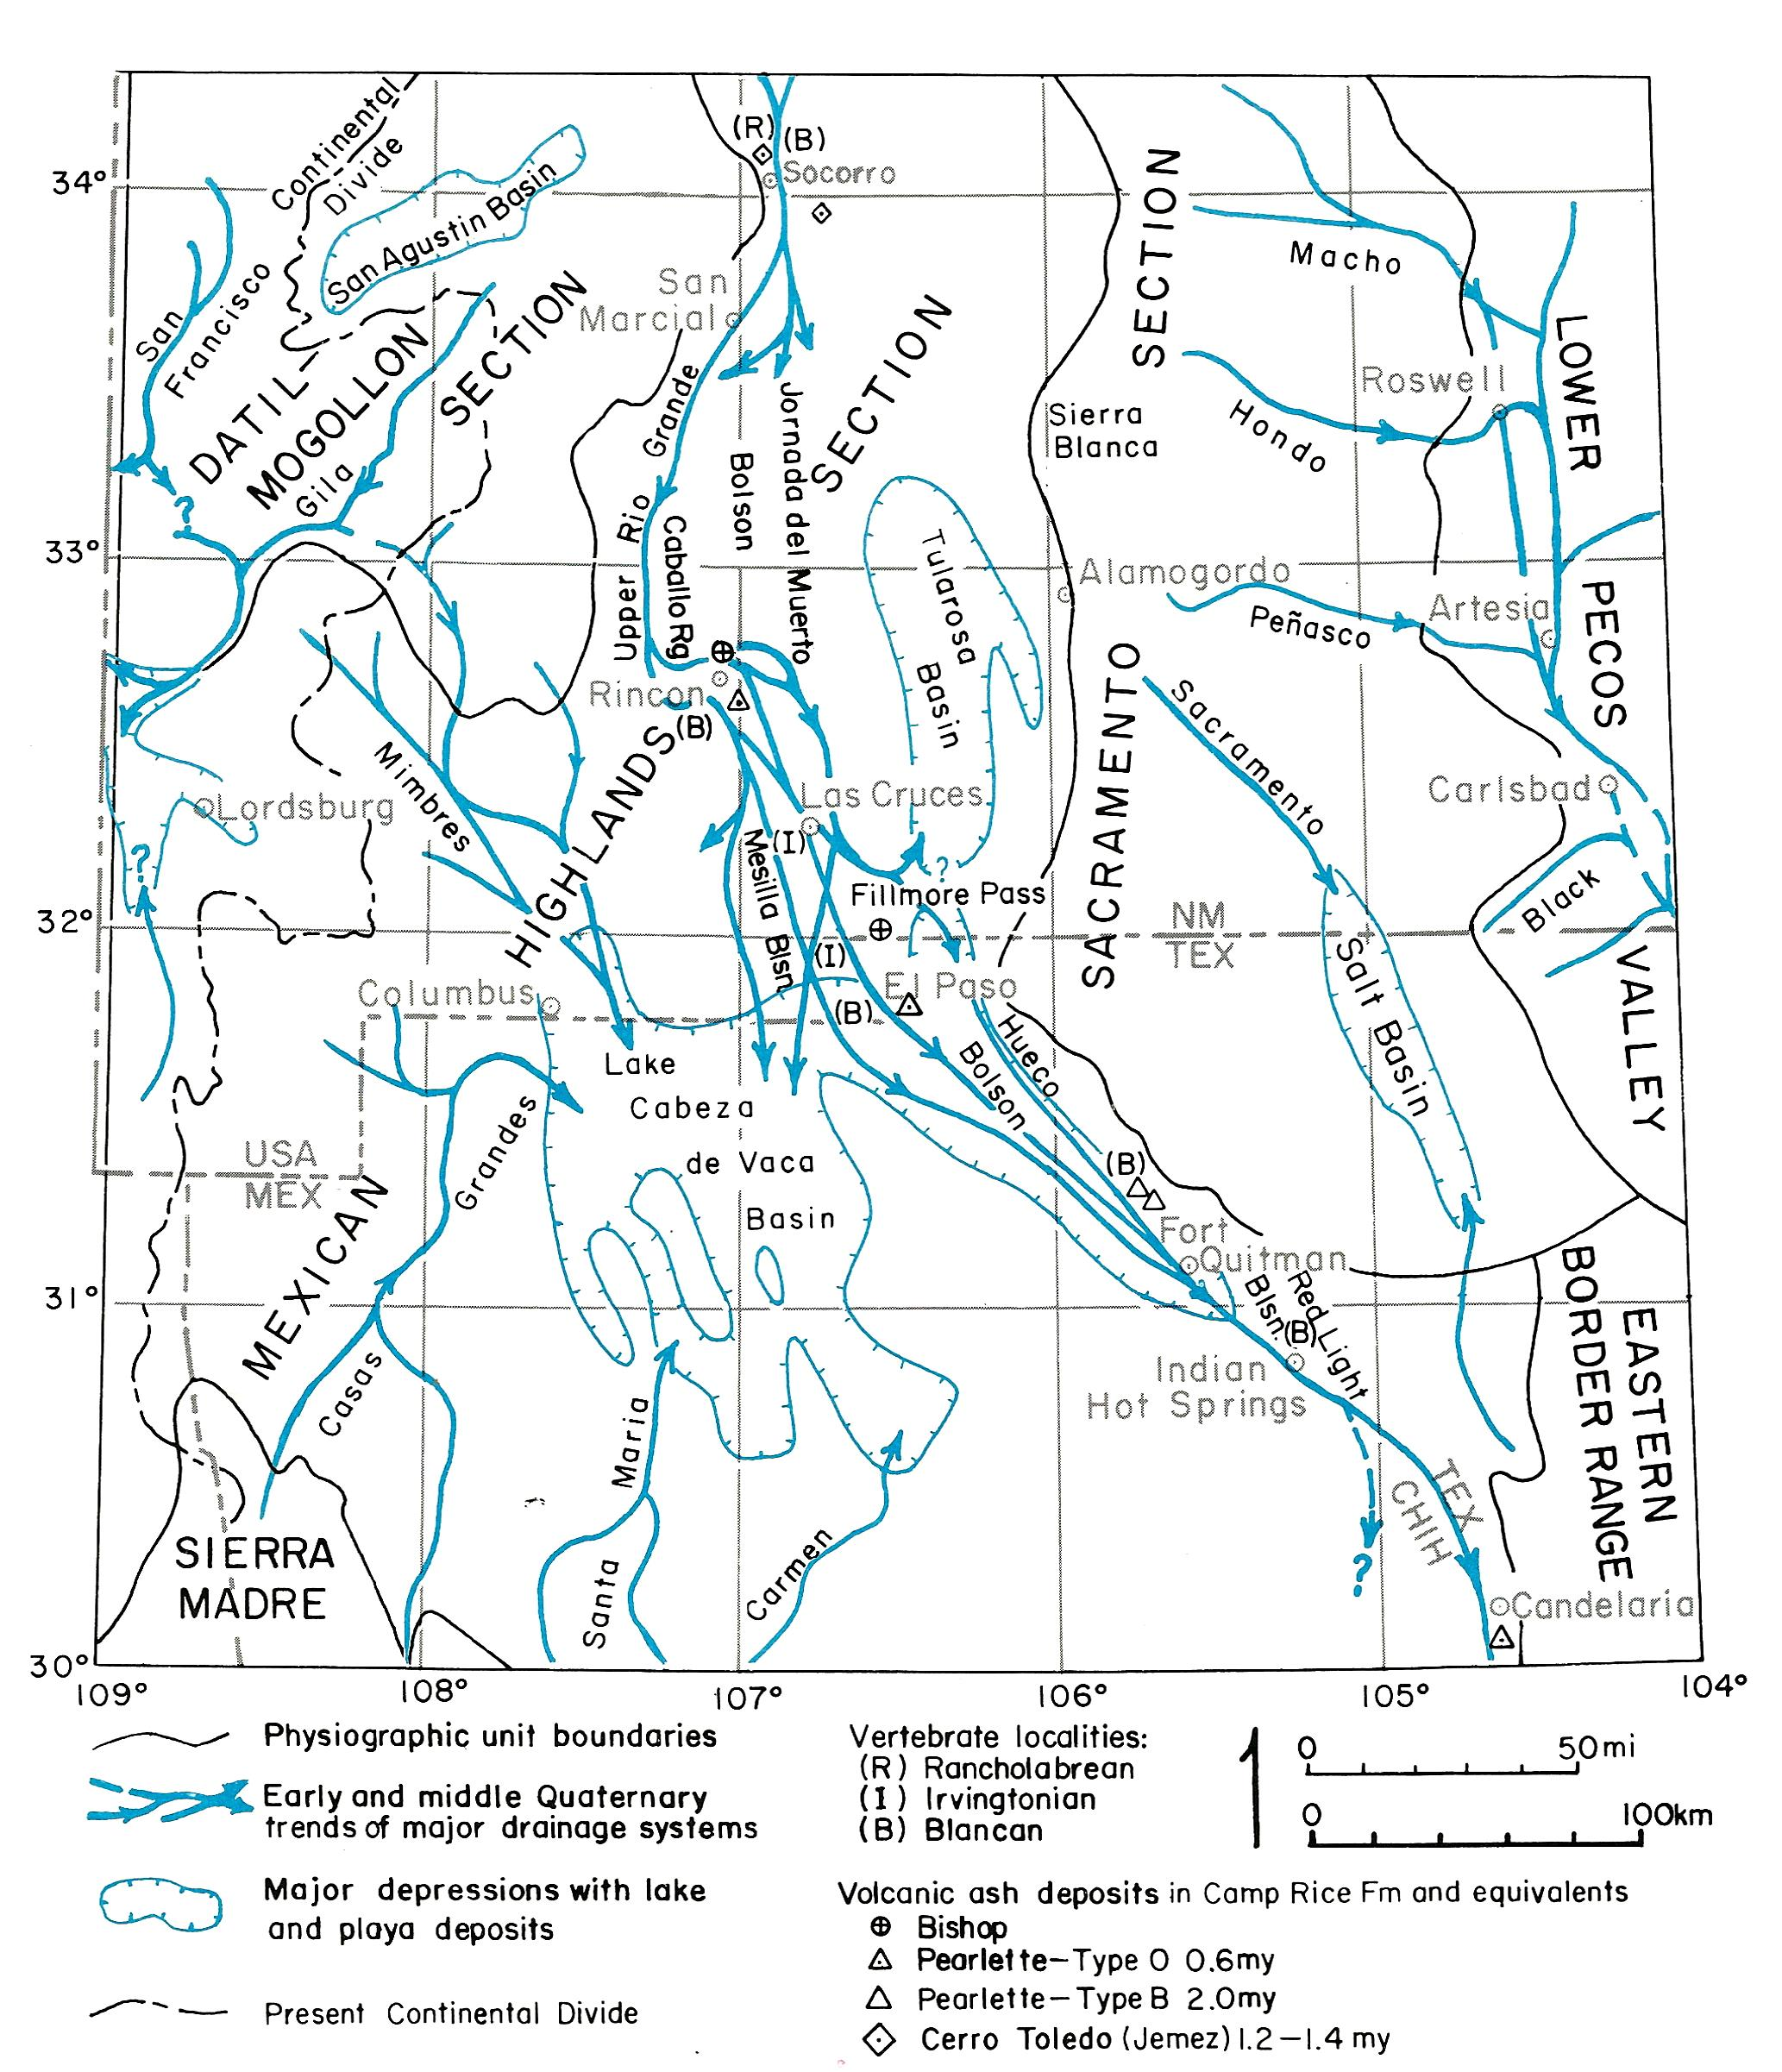 Continental
Divide
(R)
(B)
Socorro
34°
San Agustin Basin
San
Francisco
DATIL-
MOGOLLON
SECTION
Gila
?
San
Marcial
Upper Rio Grande
Caballo Rg
Jornada del Muerto
Bolson
SECTION
Sierra
Blanca
SACRAMENTO SECTION
Macho
Roswell
Hondo
LOWER
PECOS
VALLEY
33°
Tularosa
Basin
Alamogordo
Artesia
Peñasco
Rincon
(B)
Mimbres
Lordsburg
?
Las Cruces
(I)
Mesilla Blsn
?
Fillmore Pass
Sacramento
Carlsbad
Black
32°
NM
TEX
MEXICAN HIGHLANDS
(I)
El Paso
(B)
Columbus
Salt Basin
Hueco
Bolson
Lake
Cabeza
de Vaca
Basin
USA
MEX
Casas Grandes
(B)
Fort
Quitman
31°
Red Light
Blsn.
(B)
Indian
Hot Springs
EASTERN
BORDER RANGE
Santa Maria
Carmen
TEX
CHIH
?
SIERRA
MADRE
Candelaria
30°
109°
108°
107°
106°
105°
104°
Physiographic unit boundaries
Early and middle Quaternary
trends of major drainage systems
Major depressions with lake
and playa deposits
Present Continental Divide
Vertebrate localities:
(R) Rancholabrean
(I) Irvingtonian
(B) Blancan
0 50mi
0 100km
Volcanic ash deposits in Camp Rice Fm and equivalents
Bishop
Pearlette-Type O 0.6my
Pearlette-Type B 2.0my
Cerro Toledo (Jemez) 1.2-1.4 my